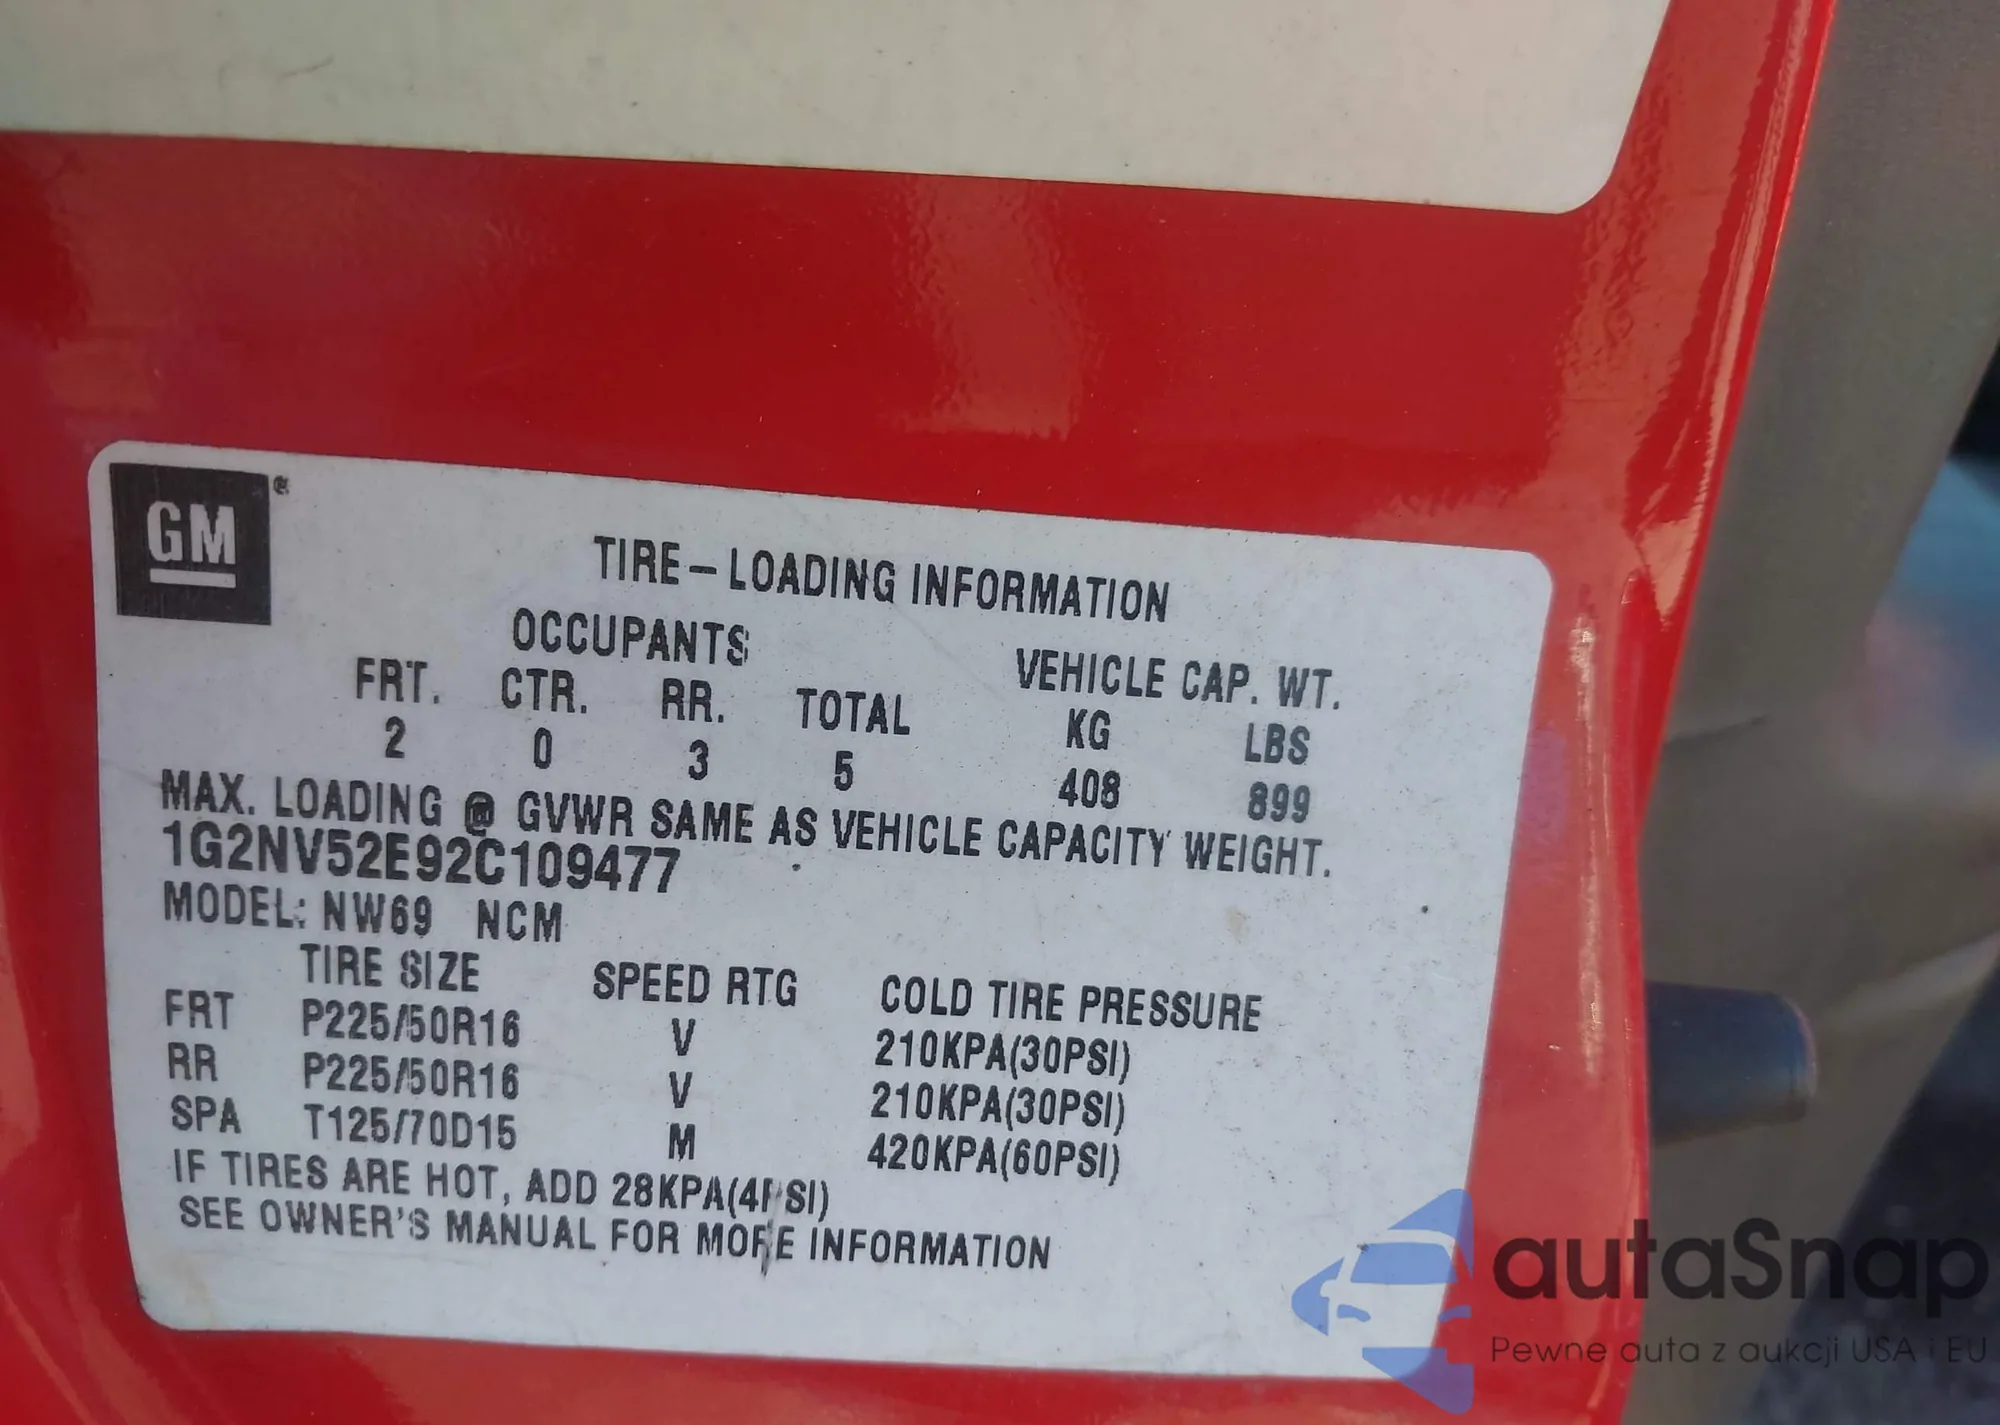 GM®
TIRE – LOADING INFORMATION
OCCUPANTS VEHICLE CAP. WT.
FRT. CTR. RR. TOTAL KG LBS
2 0 3 5 408 899
MAX. LOADING @ GVWR SAME AS VEHICLE CAPACITY WEIGHT.
1G2NV52E92C109477
MODEL: NW69 NCM
TIRE SIZE SPEED RTG COLD TIRE PRESSURE
FRT P225/50R16 V 210KPA(30PSI)
RR P225/50R16 V 210KPA(30PSI)
SPA T125/70D15 M 420KPA(60PSI)
IF TIRES ARE HOT, ADD 28KPA(4PSI)
SEE OWNER'S MANUAL FOR MORE INFORMATION
autaSnap
Pewne auta z aukcji USA i EU